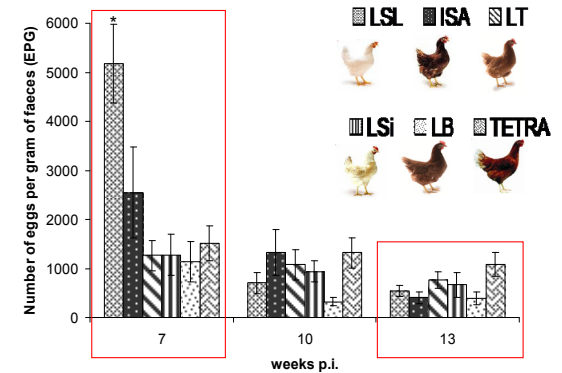 Number of eggs per gram of faeces (EPG)
6000
5000
4000
3000
2000
1000
0
*
LSL ISA LT
LSi LB TETRA
7 10 13
weeks p.i.